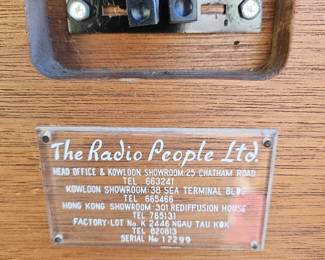 The Radio People Ltd.
HEAD OFFICE & KOWLOON SHOWROOM:25 CHATHAM ROAD
TEL 663241
KOWLOON SHOWROOM:38 SEA TERMINAL BLDG
TEL 665466
HONG KONG SHOWROOM:301 REDIFFUSION HOUSE
TEL 765131
FACTORY:LOT No. K 2446 NGAU TAU KOK
TEL 820813
SERIAL No 17299